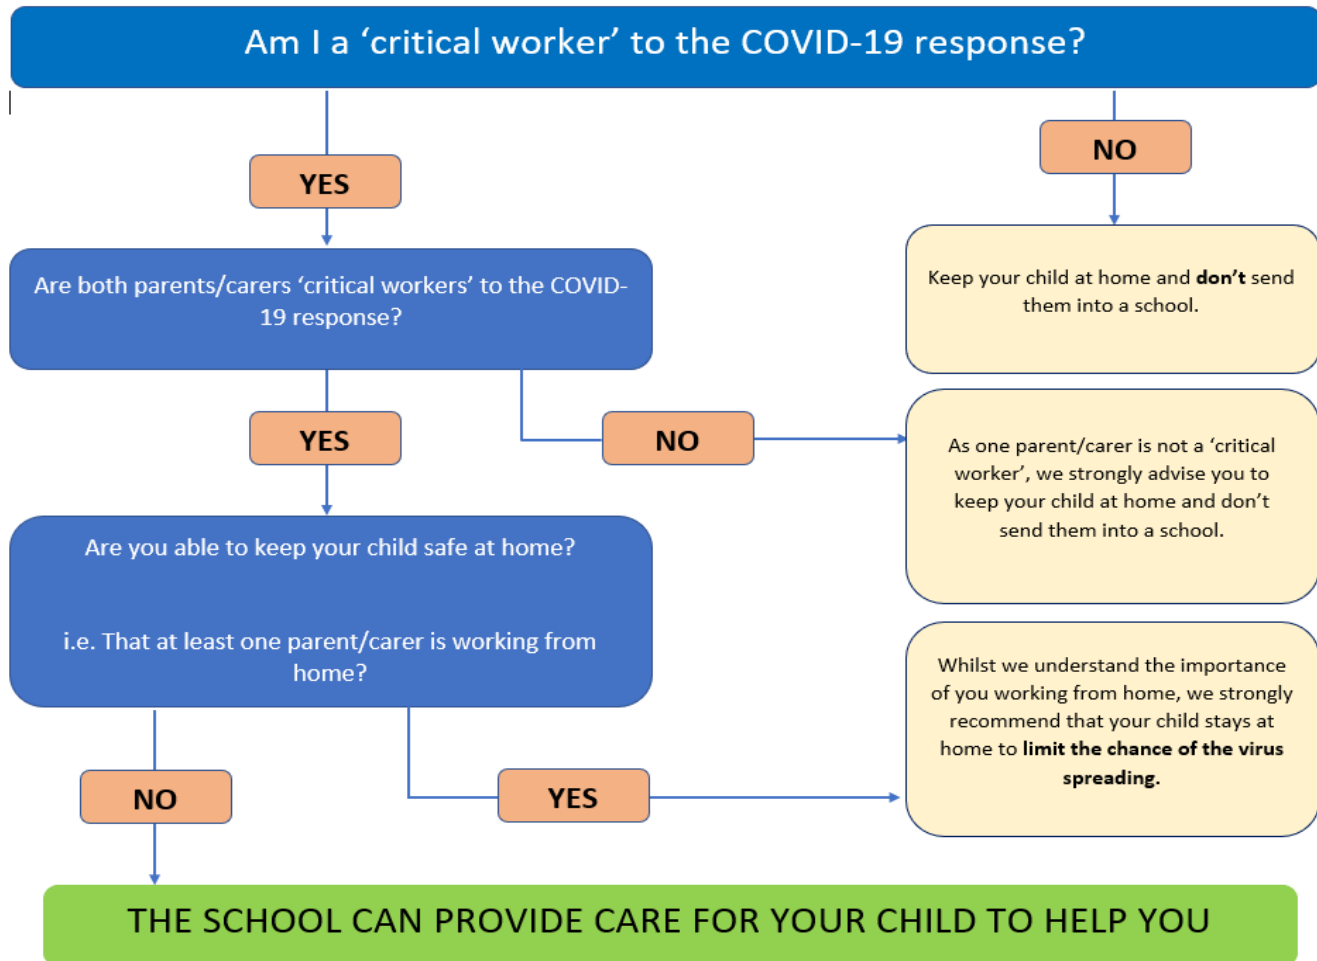 Am I a ‘critical worker’ to the COVID-19 response?
YES
NO
Are both parents/carers ‘critical workers’ to the COVID-
19 response?
Keep your child at home and don’t send
them into a school.
YES
NO
As one parent/carer is not a ‘critical
worker’, we strongly advise you to
keep your child at home and don’t
send them into a school.
Are you able to keep your child safe at home?
i.e. That at least one parent/carer is working from
home?
Whilst we understand the importance
of you working from home, we strongly
recommend that your child stays at
home to limit the chance of the virus
spreading.
NO
YES
THE SCHOOL CAN PROVIDE CARE FOR YOUR CHILD TO HELP YOU